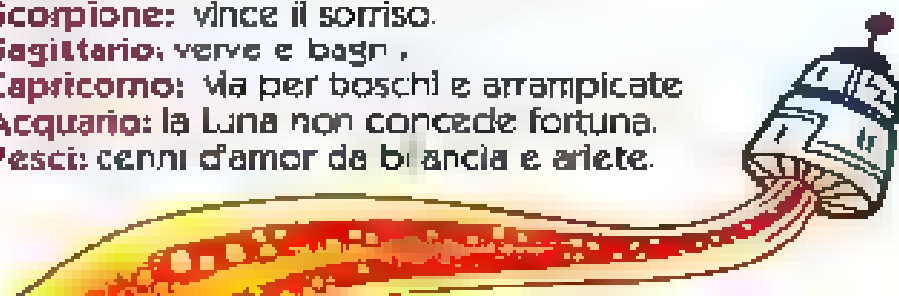 Scorpione: vince il sorriso.
Sagittario: verve e bagni.
Capricorno: via per boschi e arrampicate
Acquario: la Luna non concede fortuna.
Pesci: cenni d'amor da bilancia e ariete.